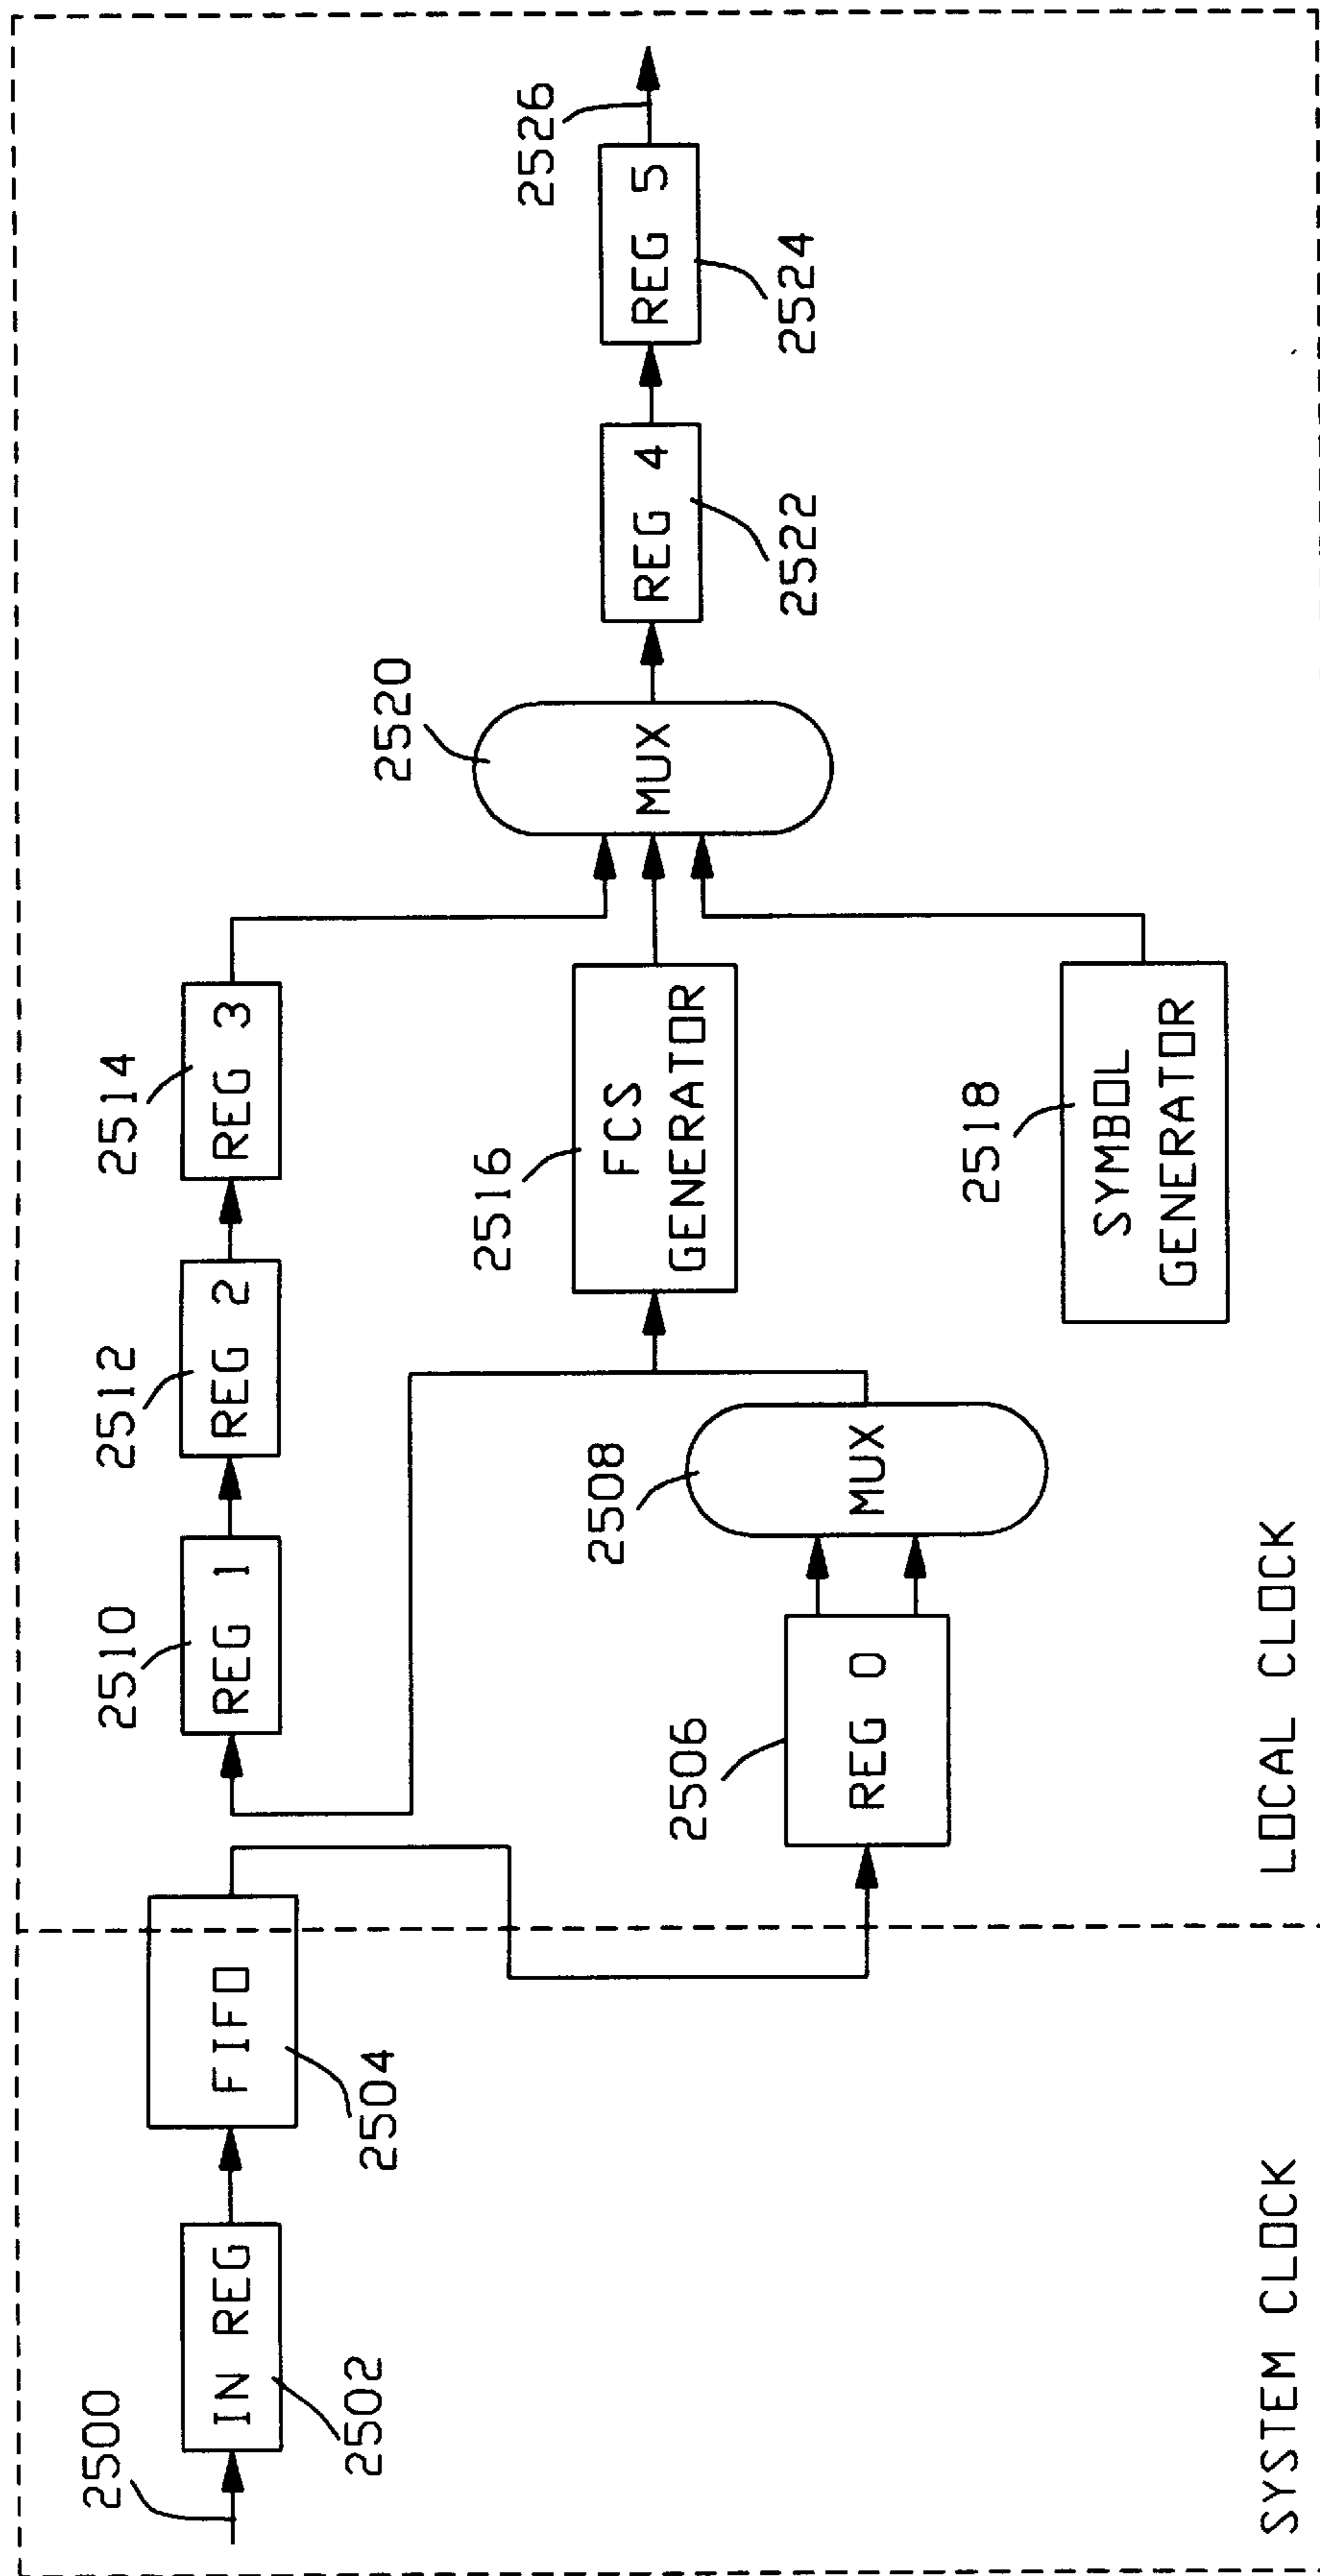 2500
IN REG
2502
FIFO
2504
2510
REG 1
2512
REG 2
2514
REG 3
2506
REG 0
2508
MUX
2516
FCS
GENERATOR
2518
SYMBOL
GENERATOR
2520
MUX
REG 4
2522
REG 5
2524
2526
SYSTEM CLOCK
LOCAL CLOCK